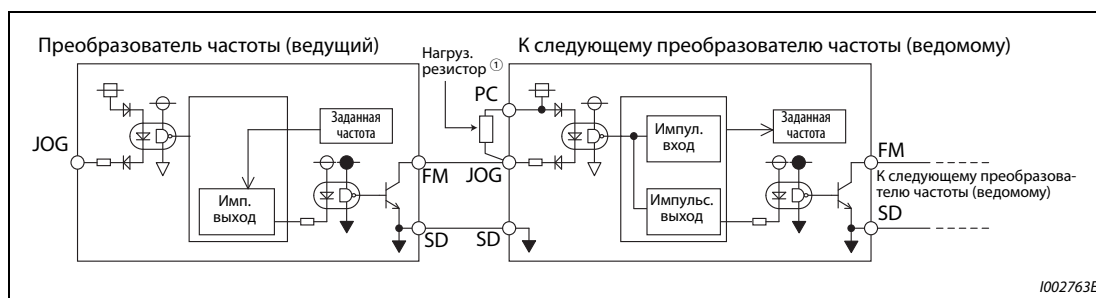 Преобразователь частоты (ведущий)
JOG
Заданная
частота
Имп.
выход
FM
SD
Нагруз.
резистор ①
К следующему преобразователю частоты (ведомому)
PC
JOG
SD
Импул.
вход
Импульс.
выход
Заданная
частота
FM
К следующему преобразова-
телю частоты (ведомому)
SD
I002763E